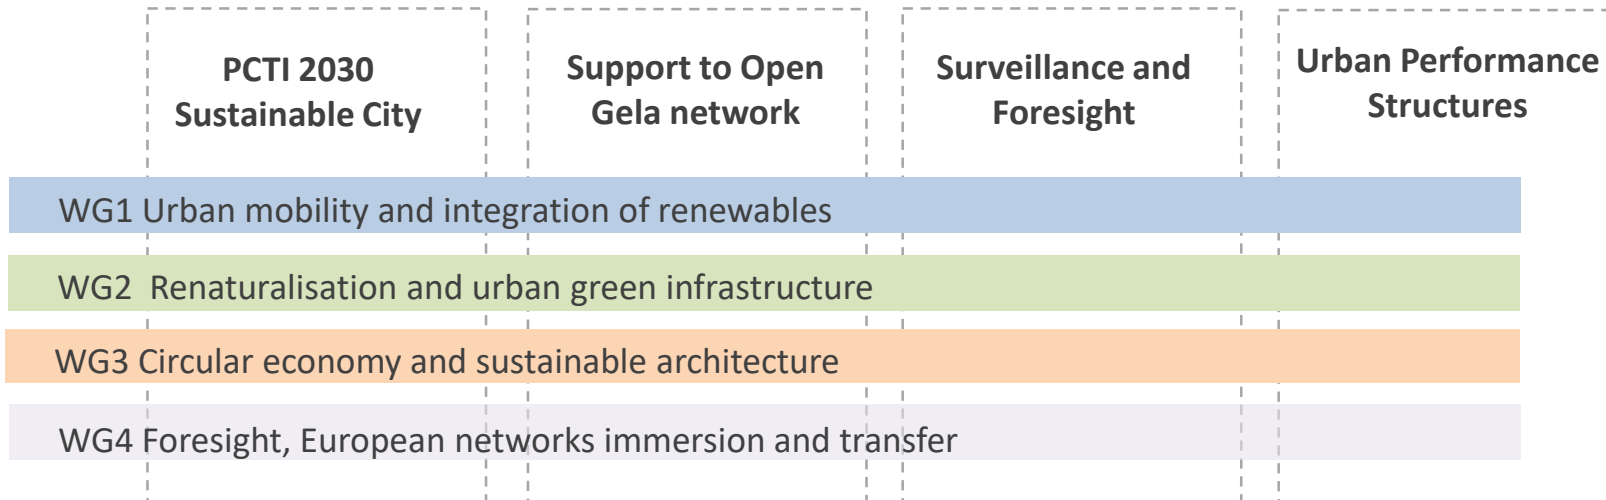 PCTI 2030
Sustainable City
Support to Open
Gela network
Surveillance and
Foresight
Urban Performance
Structures
WG1 Urban mobility and integration of renewables
WG2 Renaturalisation and urban green infrastructure
WG3 Circular economy and sustainable architecture
WG4 Foresight, European networks immersion and transfer